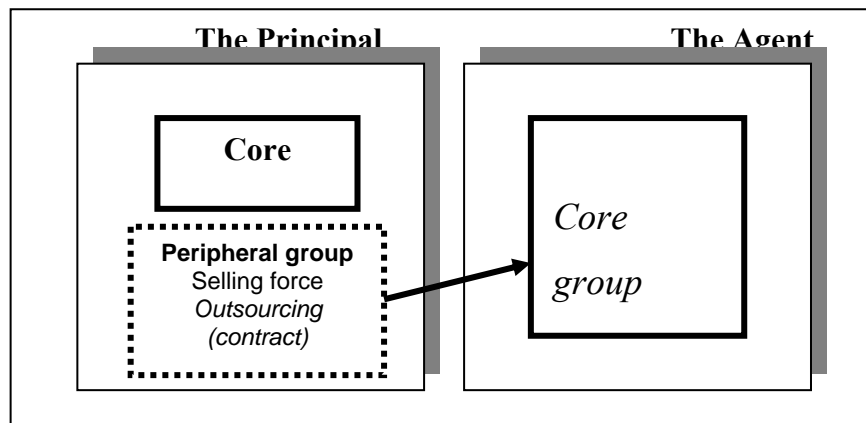 The Principal
The Agent
Core
Peripheral group
Selling force
Outsourcing
(contract)
Core
group